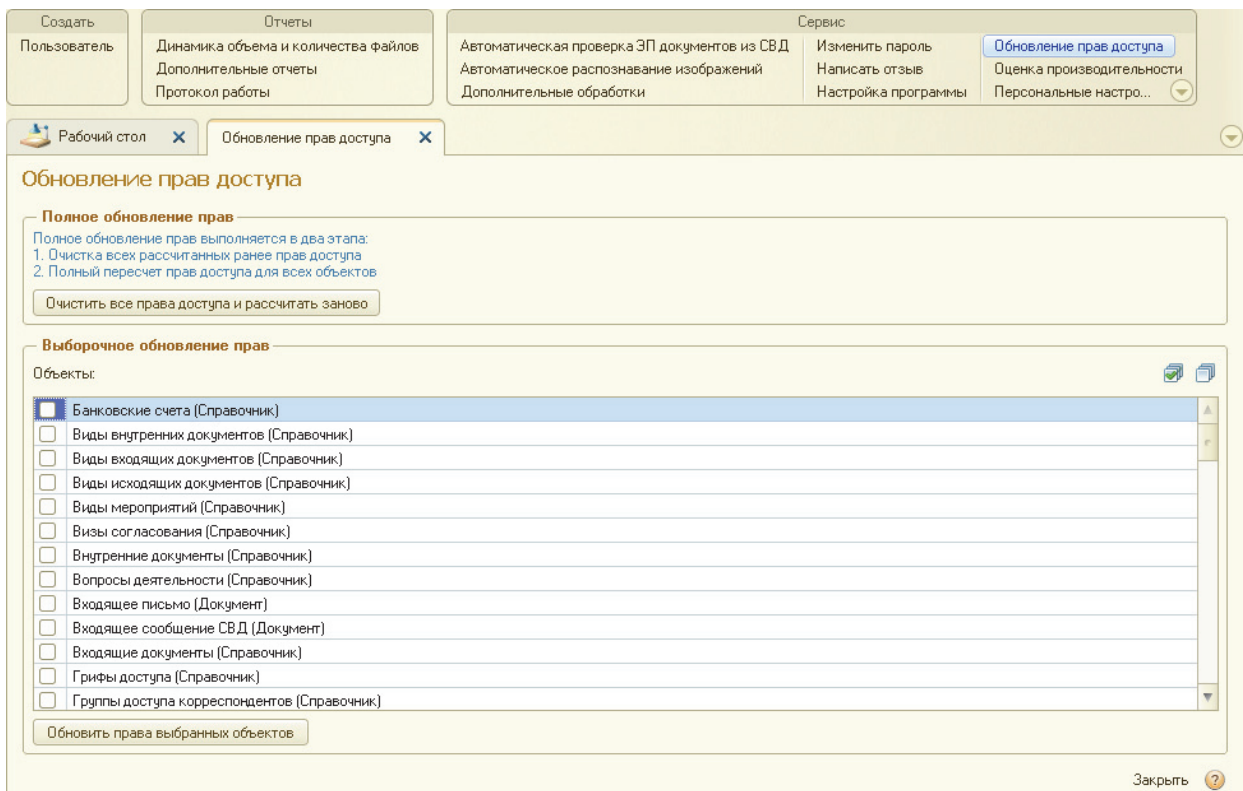 Создать
Отчеты
Сервис
Пользователь
Динамика объема и количества файлов
Автоматическая проверка ЭП документов из СВД
Изменить пароль
Обновление прав доступа
Дополнительные отчеты
Автоматическое распознавание изображений
Написать отзыв
Оценка производительности
Протокол работы
Дополнительные обработки
Настройка программы
Персональные настро...
Рабочий стол
Обновление прав доступа
Обновление прав доступа
Полное обновление прав
Полное обновление прав выполняется в два этапа:
1. Очистка всех рассчитанных ранее прав доступа
2. Полный пересчет прав доступа для всех объектов
Очистить все права доступа и рассчитать заново
Выборочное обновление прав
Объекты:
Банковские счета (Справочник)
Виды внутренних документов (Справочник)
Виды входящих документов (Справочник)
Виды исходящих документов (Справочник)
Виды мероприятий (Справочник)
Визы согласования (Справочник)
Внутренние документы (Справочник)
Вопросы деятельности (Справочник)
Входящее письмо (Документ)
Входящее сообщение СВД (Документ)
Входящие документы (Справочник)
Грифы доступа (Справочник)
Группы доступа корреспондентов (Справочник)
Обновить права выбранных объектов
Закрыть ?